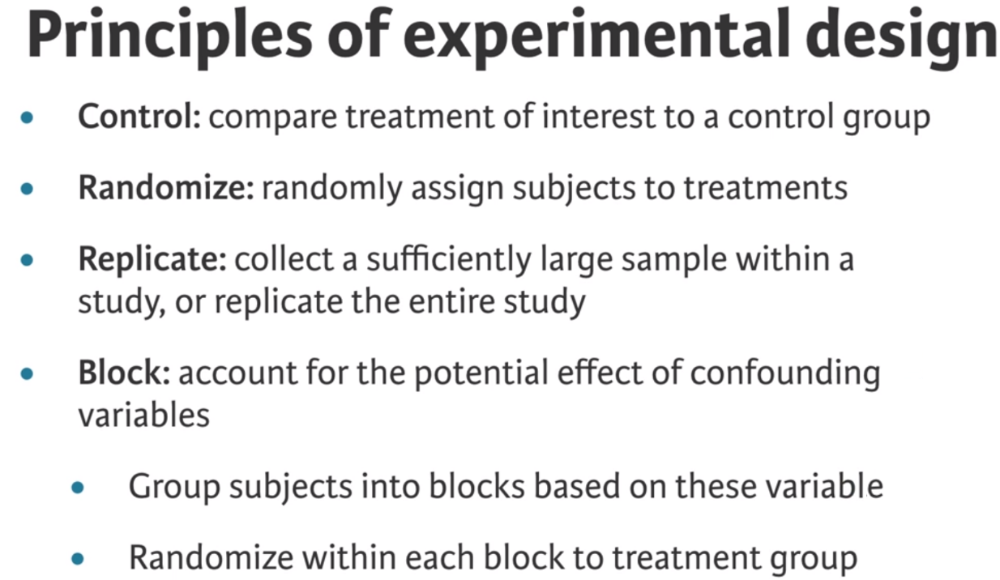 Principles of experimental design
• Control: compare treatment of interest to a control group
• Randomize: randomly assign subjects to treatments
• Replicate: collect a sufficiently large sample within a
study, or replicate the entire study
• Block: account for the potential effect of confounding
variables
• Group subjects into blocks based on these variable
• Randomize within each block to treatment group